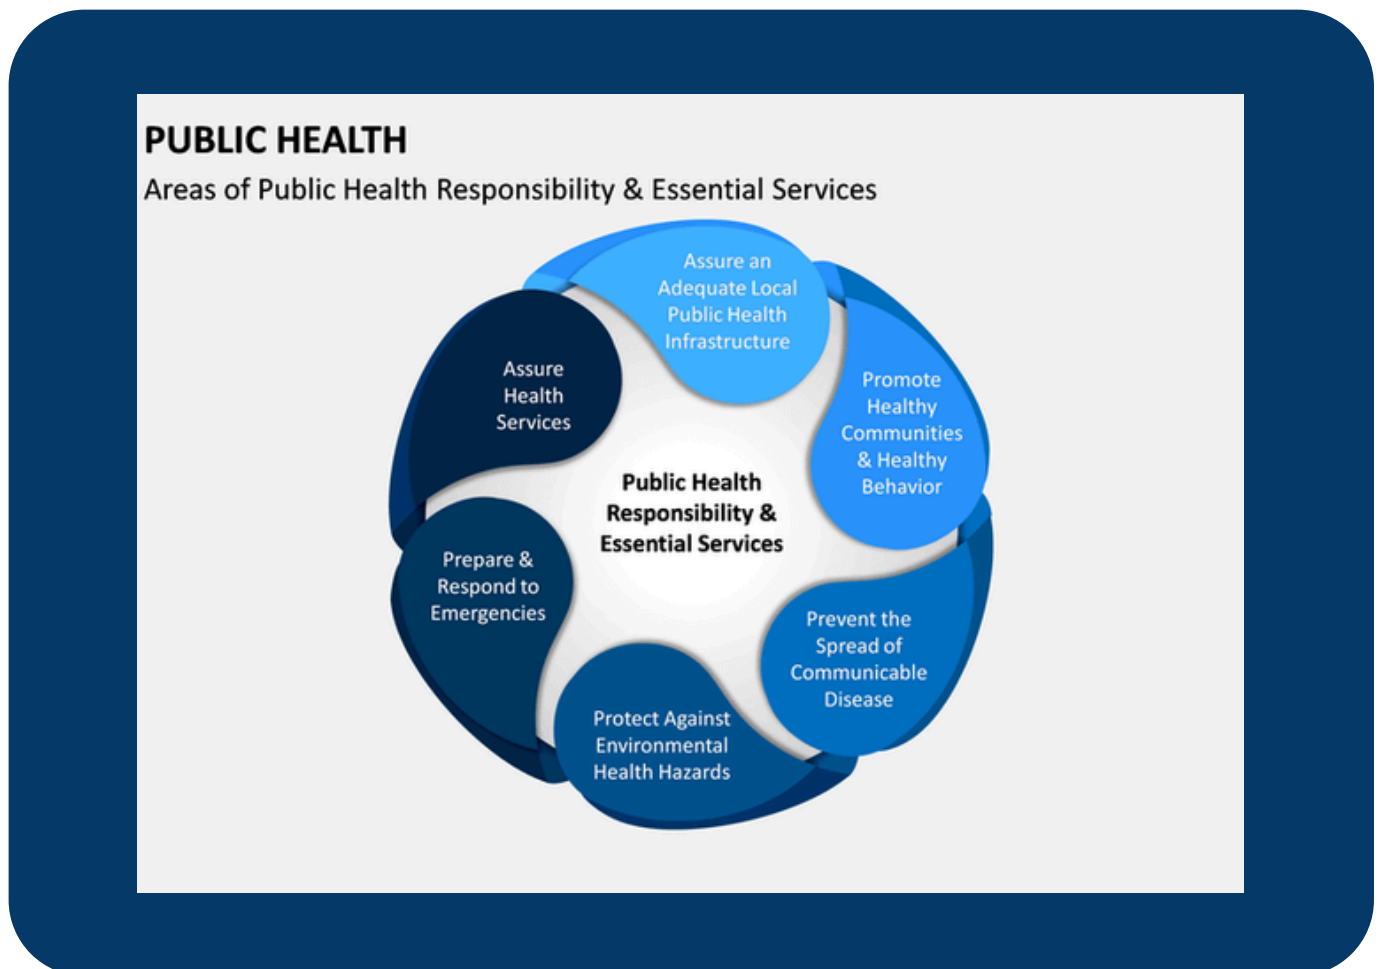 PUBLIC HEALTH
Areas of Public Health Responsibility & Essential Services
Assure an
Adequate Local
Public Health
Infrastructure
Promote
Healthy
Communities
& Healthy
Behavior
Prevent the
Spread of
Communicable
Disease
Protect Against
Environmental
Health Hazards
Prepare &
Respond to
Emergencies
Assure
Health
Services
Public Health
Responsibility &
Essential Services